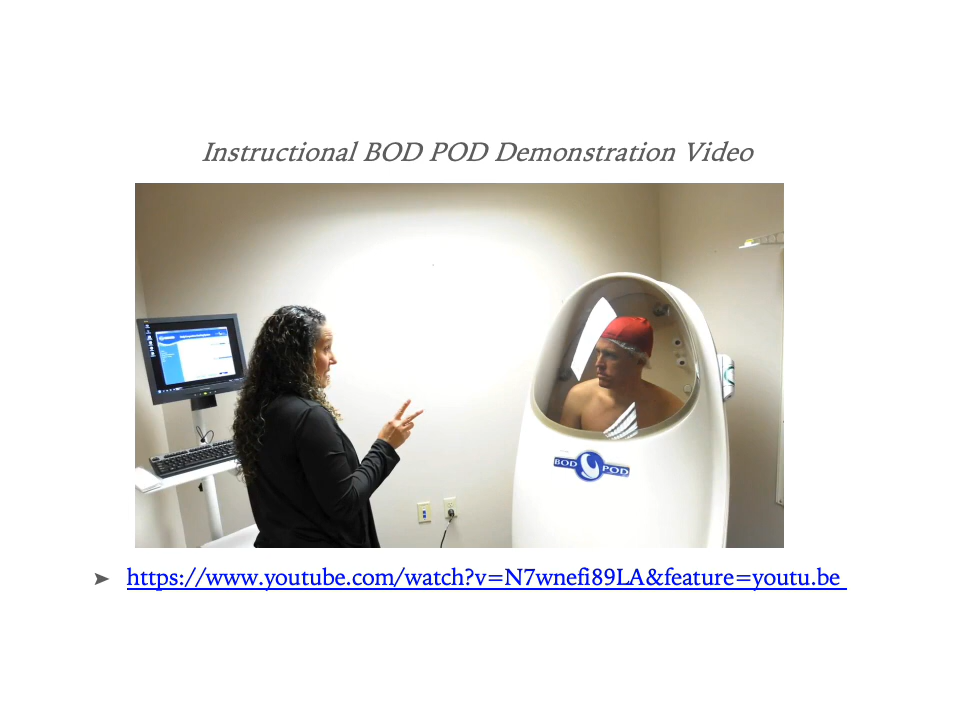 Instructional BOD POD Demonstration Video
BOD POD
➤ https://www.youtube.com/watch?v=N7wnefi89LA&feature=youtu.be